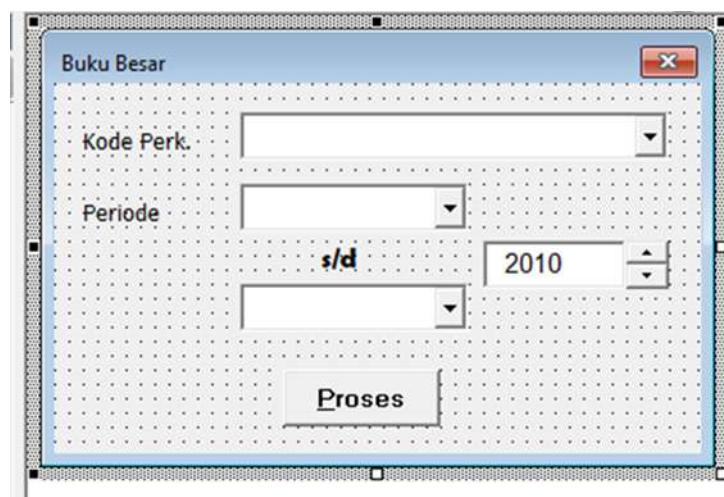 Buku Besar
Kode Perk.
Periode
s/d
2010
Proses